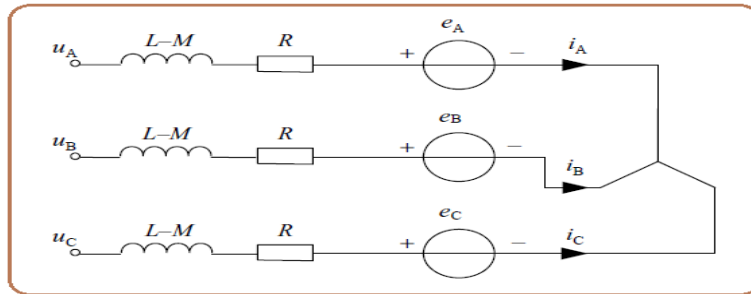 u_A L–M R + e_A – i_A
u_B L–M R + e_B – i_B
u_C L–M R + e_C – i_C